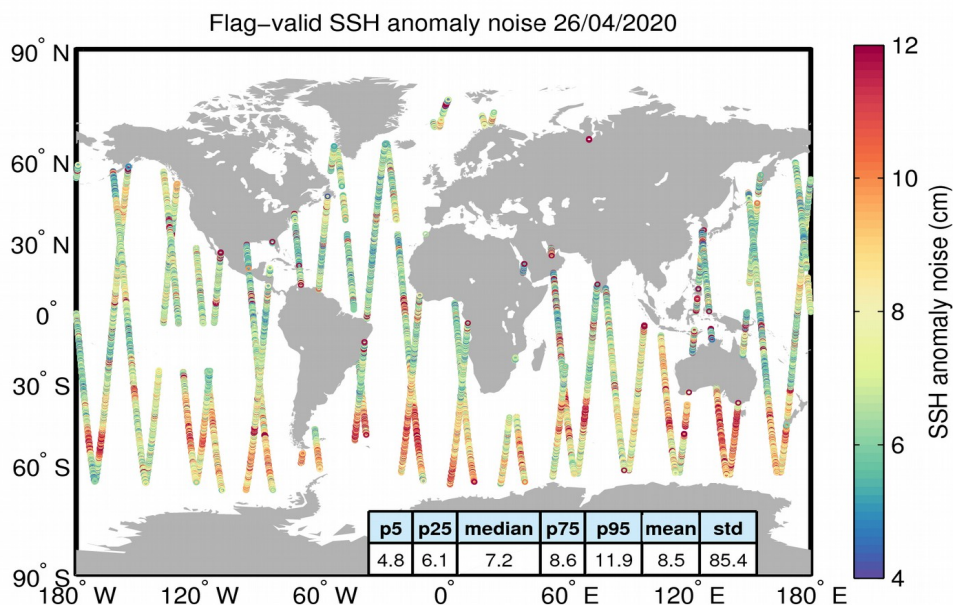 Flag−valid SSH anomaly noise 26/04/2020
90° N
60° N
30° N
0°
30° S
60° S
90° S
180° W
120° W
60° W
0°
60° E
120° E
180° E
12
10
8
6
4
SSH anomaly noise (cm)
p5 p25 median p75 p95 mean std
4.8 6.1 7.2 8.6 11.9 8.5 85.4